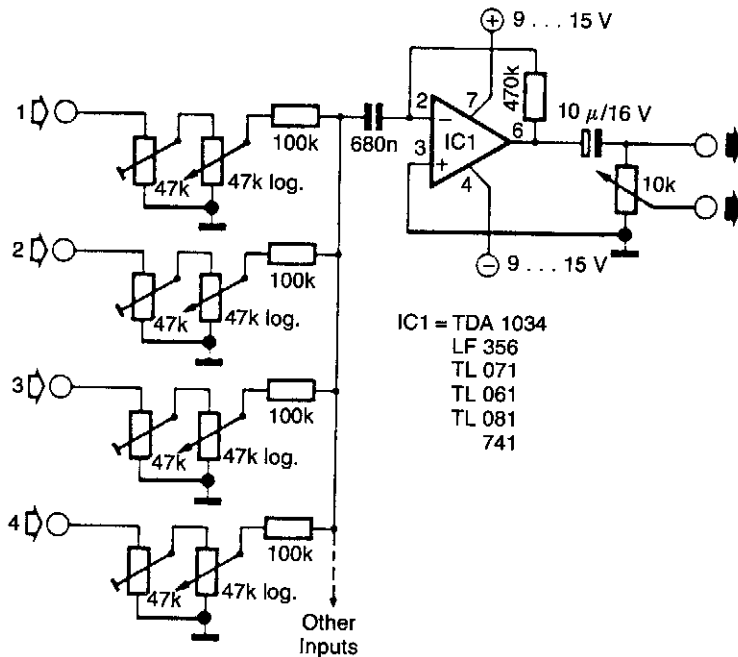 9 . . . 15 V
470k
10 µ/16 V
1
100k
680n
2
7
IC1
6
3
4
10k
47k
47k log.
9 . . . 15 V
2
100k
47k
47k log.
IC1 = TDA 1034
LF 356
TL 071
TL 061
TL 081
741
3
100k
47k
47k log.
4
100k
47k
47k log.
Other
Inputs